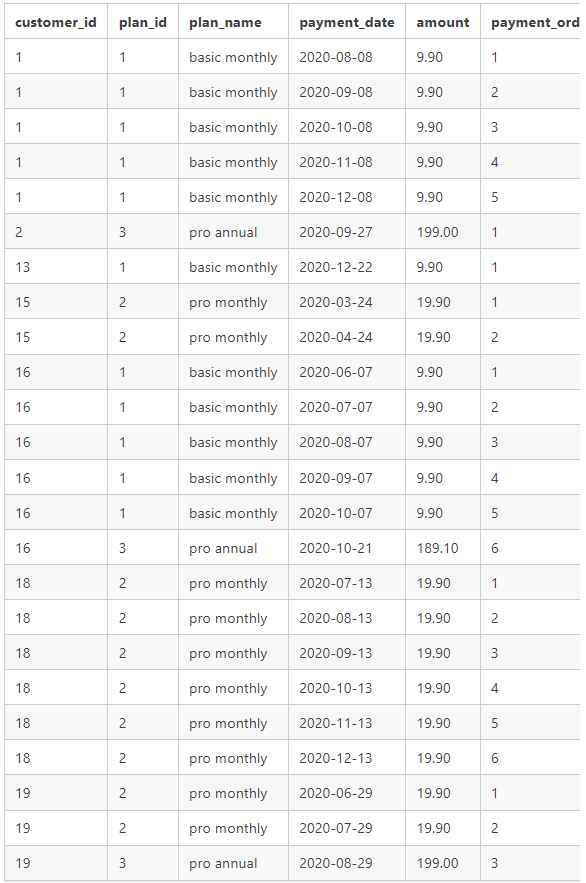 customer_id plan_id plan_name payment_date amount payment_ord
1 1 basic monthly 2020-08-08 9.90 1
1 1 basic monthly 2020-09-08 9.90 2
1 1 basic monthly 2020-10-08 9.90 3
1 1 basic monthly 2020-11-08 9.90 4
1 1 basic monthly 2020-12-08 9.90 5
2 3 pro annual 2020-09-27 199.00 1
13 1 basic monthly 2020-12-22 9.90 1
15 2 pro monthly 2020-03-24 19.90 1
15 2 pro monthly 2020-04-24 19.90 2
16 1 basic monthly 2020-06-07 9.90 1
16 1 basic monthly 2020-07-07 9.90 2
16 1 basic monthly 2020-08-07 9.90 3
16 1 basic monthly 2020-09-07 9.90 4
16 1 basic monthly 2020-10-07 9.90 5
16 3 pro annual 2020-10-21 189.10 6
18 2 pro monthly 2020-07-13 19.90 1
18 2 pro monthly 2020-08-13 19.90 2
18 2 pro monthly 2020-09-13 19.90 3
18 2 pro monthly 2020-10-13 19.90 4
18 2 pro monthly 2020-11-13 19.90 5
18 2 pro monthly 2020-12-13 19.90 6
19 2 pro monthly 2020-06-29 19.90 1
19 2 pro monthly 2020-07-29 19.90 2
19 3 pro annual 2020-08-29 199.00 3